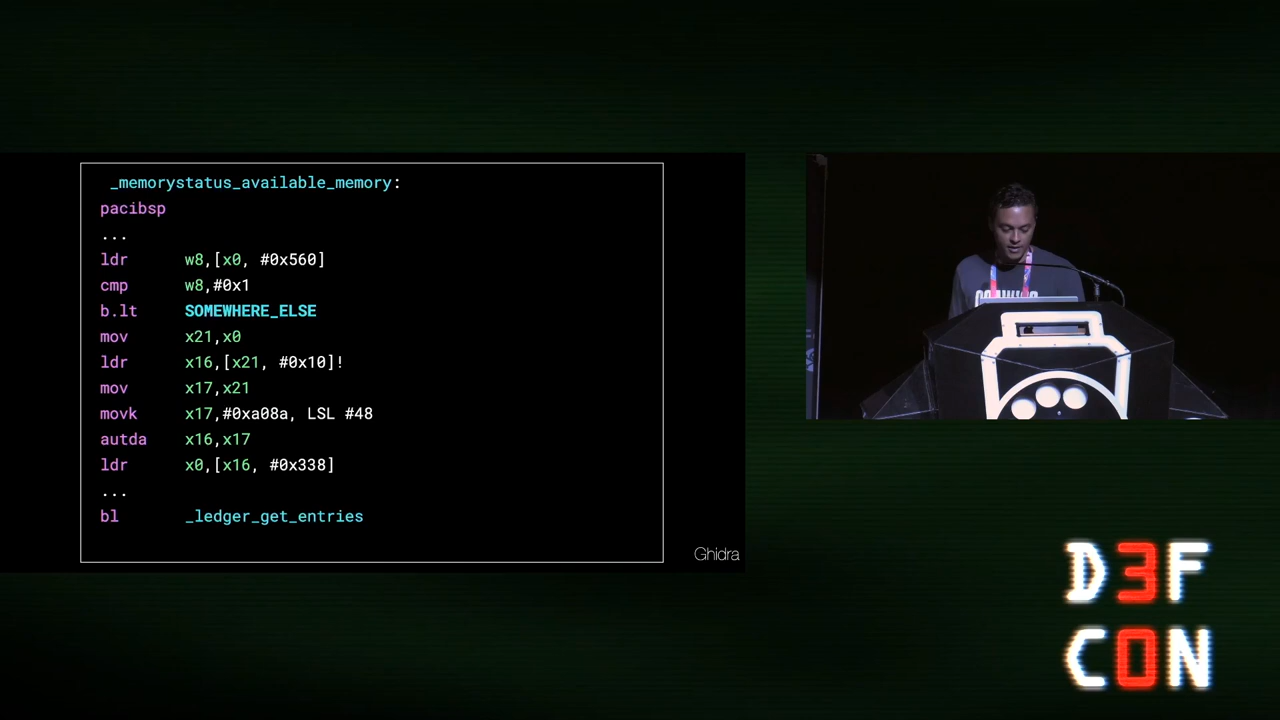 _memorystatus_available_memory:
pacibsp
...
ldr w8,[x0, #0x560]
cmp w8,#0x1
b.lt SOMEWHERE_ELSE
mov x21,x0
ldr x16,[x21, #0x10]!
mov x17,x21
movk x17,#0xa08a, LSL #48
autda x16,x17
ldr x0,[x16, #0x338]
...
bl _ledger_get_entries
Ghidra
D3F
C0N